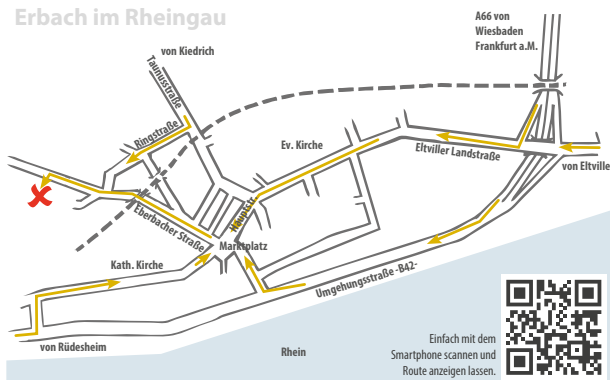 Erbach im Rheingau
A66 von
Wiesbaden
Frankfurt a.M.
von Kiedrich
Taunusstraße
Ringstraße
Ev. Kirche
Eltviller Landstraße
von Eltville
Hauptstr.
Eberbacher Straße
Marktplatz
Kath. Kirche
Umgehungsstraße -B42-
von Rüdesheim
Rhein
Einfach mit dem
Smartphone scannen und
Route anzeigen lassen.